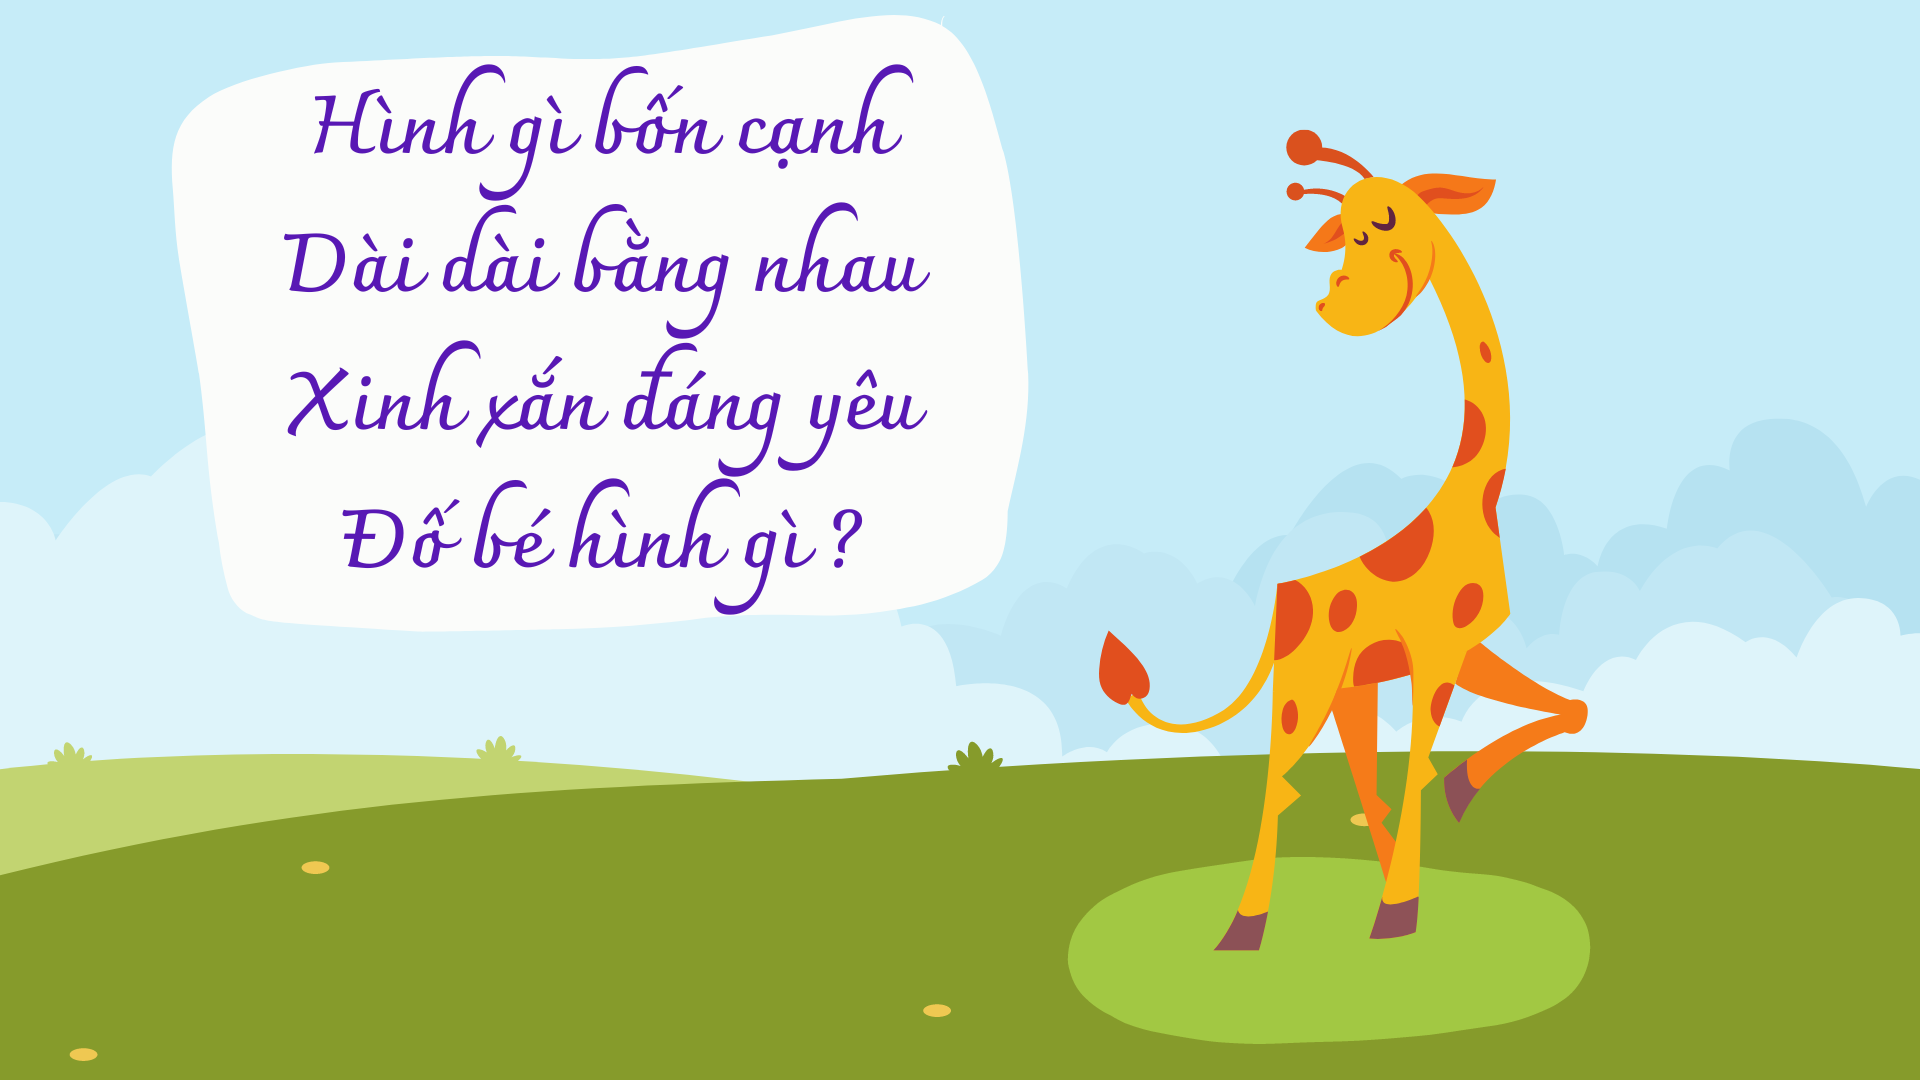 Hình gì bốn cạnh
Dài dài bằng nhau
Xinh xắn đáng yêu
Đố bé hình gì ?